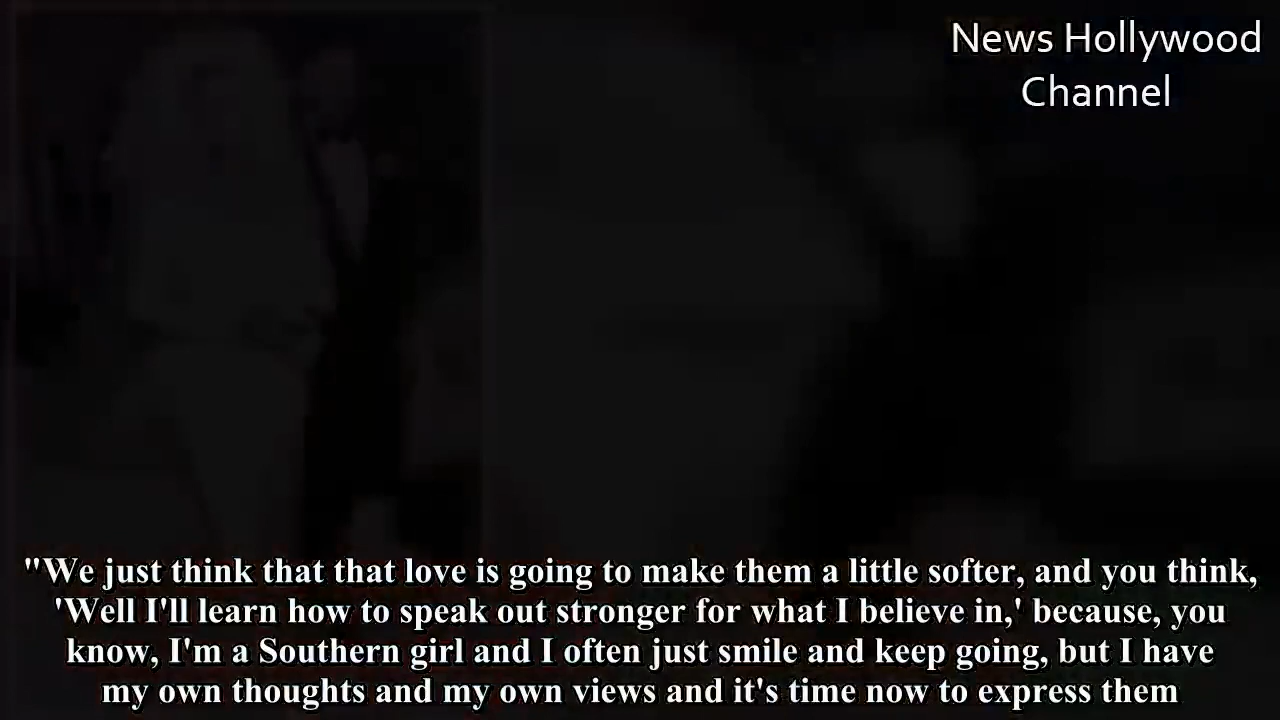 News Hollywood
Channel
"We just think that that love is going to make them a little softer, and you think,
'Well I'll learn how to speak out stronger for what I believe in,' because, you
know, I'm a Southern girl and I often just smile and keep going, but I have
my own thoughts and my own views and it's time now to express them